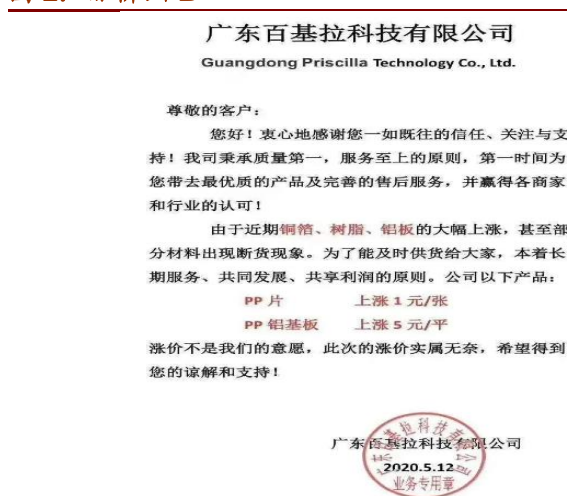 广东百基拉科技有限公司
Guangdong Priscilla Technology Co., Ltd.
尊敬的客户：
您好！衷心地感谢您一如既往的信任、关注与支
持！我司秉承质量第一，服务至上的原则，第一时间为
您带去最优质的产品及完善的售后服务，并赢得各商家
和行业的认可！
由于近期铜箔、树脂、铝板的大幅上涨，甚至部
分材料出现断货现象。为了能及时供货给大家，本着长
期服务、共同发展、共享利润的原则。公司以下产品：
PP 片 上涨 1 元/张
PP 铝基板 上涨 5 元/平
涨价不是我们的意愿，此次的涨价实属无奈，希望得到
您的谅解和支持！
广东百基拉科技有限公司
2020.5.12
业务专用章